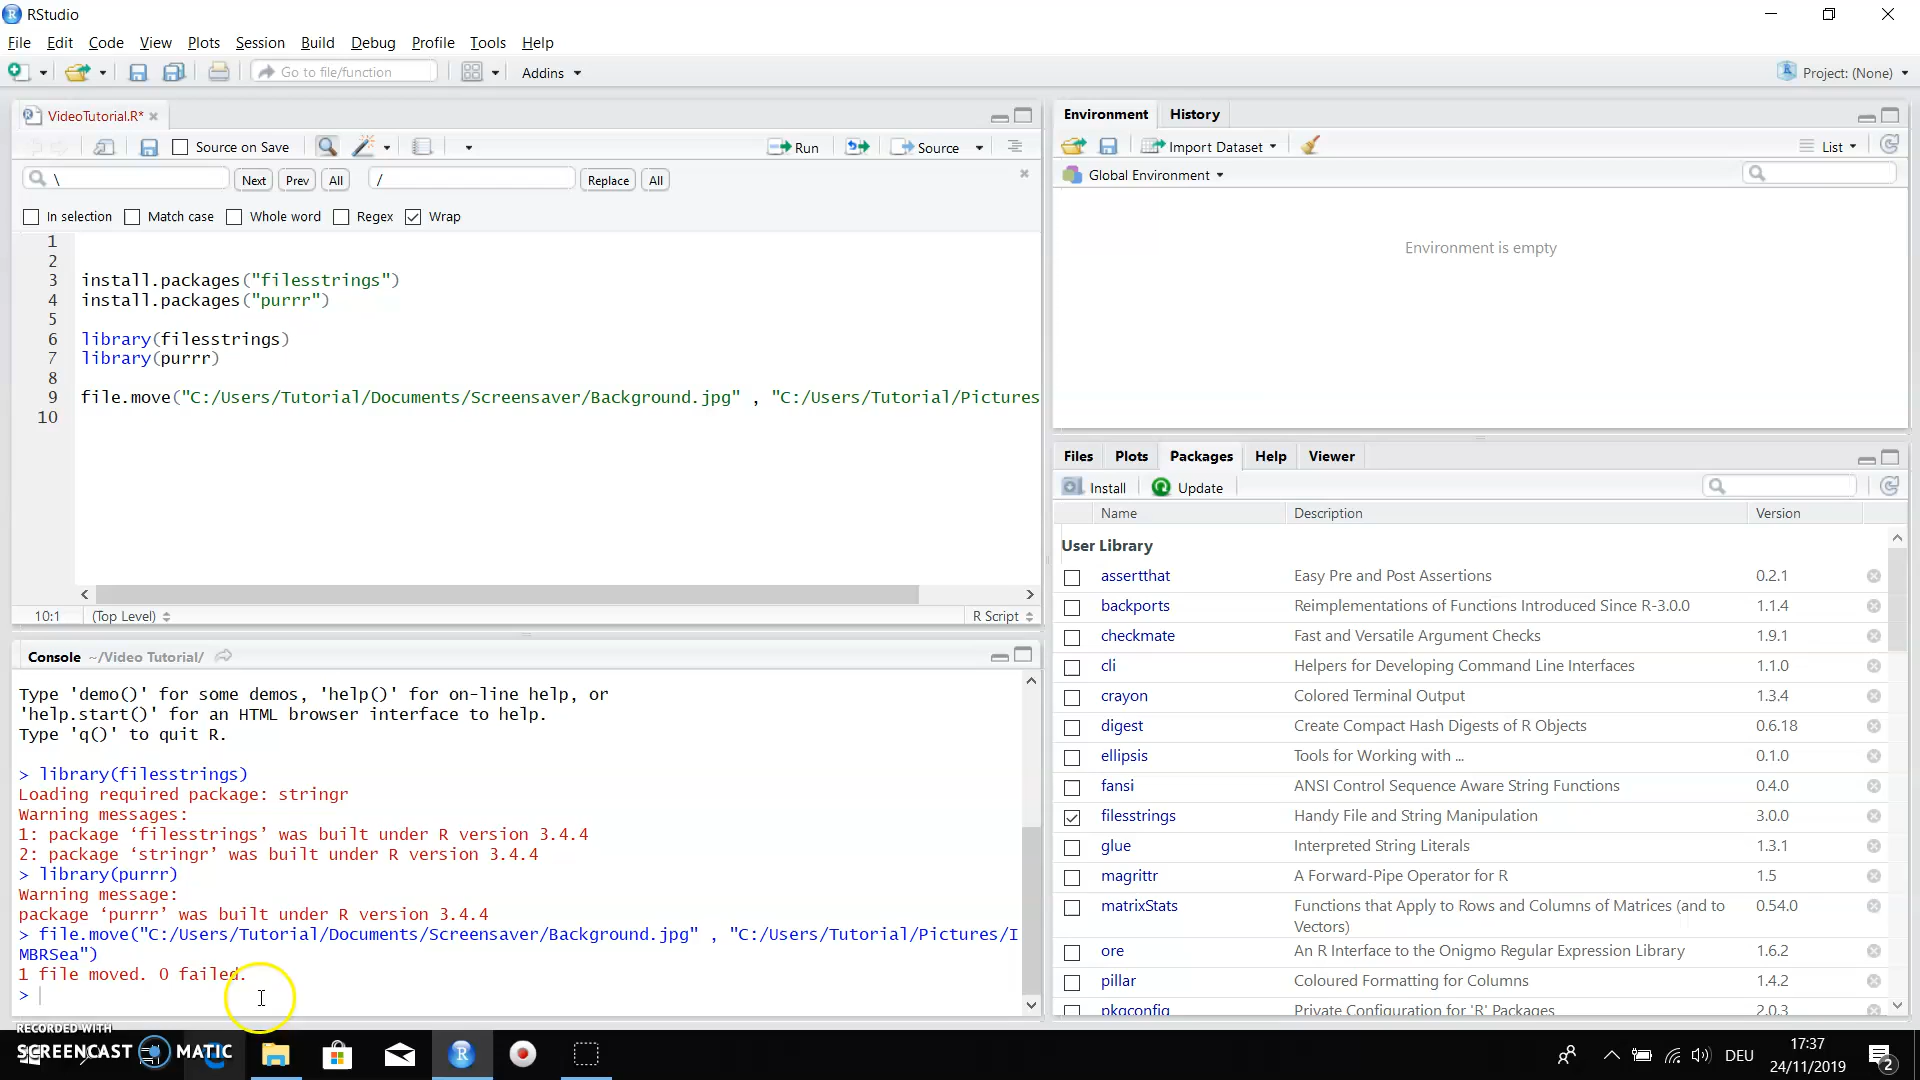 RStudio
File Edit Code View Plots Session Build Debug Profile Tools Help
Go to file/function Addins Project: (None)
VideoTutorial.R*
Source on Save Run Source
\ Next Prev All / Replace All
In selection Match case Whole word Regex Wrap
1
2
3 install.packages("filesstrings")
4 install.packages("purrr")
5
6 library(filesstrings)
7 library(purrr)
8
9 file.move("C:/Users/Tutorial/Documents/Screensaver/Background.jpg" , "C:/Users/Tutorial/Pictures
10
10:1 (Top Level) R Script
Console ~/Video Tutorial/
Type 'demo()' for some demos, 'help()' for on-line help, or
'help.start()' for an HTML browser interface to help.
Type 'q()' to quit R.
> library(filesstrings)
Loading required package: stringr
Warning messages:
1: package ‘filesstrings’ was built under R version 3.4.4
2: package ‘stringr’ was built under R version 3.4.4
> library(purrr)
Warning message:
package ‘purrr’ was built under R version 3.4.4
> file.move("C:/Users/Tutorial/Documents/Screensaver/Background.jpg" , "C:/Users/Tutorial/Pictures/I
MBRSea")
1 file moved. 0 failed.
>
Environment History
Import Dataset List
Global Environment
Environment is empty
Files Plots Packages Help Viewer
Install Update
Name Description Version
User Library
assertthat Easy Pre and Post Assertions 0.2.1
backports Reimplementations of Functions Introduced Since R-3.0.0 1.1.4
checkmate Fast and Versatile Argument Checks 1.9.1
cli Helpers for Developing Command Line Interfaces 1.1.0
crayon Colored Terminal Output 1.3.4
digest Create Compact Hash Digests of R Objects 0.6.18
ellipsis Tools for Working with ... 0.1.0
fansi ANSI Control Sequence Aware String Functions 0.4.0
filesstrings Handy File and String Manipulation 3.0.0
glue Interpreted String Literals 1.3.1
magrittr A Forward-Pipe Operator for R 1.5
matrixStats Functions that Apply to Rows and Columns of Matrices (and to 0.54.0
Vectors)
ore An R Interface to the Onigmo Regular Expression Library 1.6.2
pillar Coloured Formatting for Columns 1.4.2
pkgconfig Private Configuration for 'R' Packages 2.0.3
RECORDED WITH
SCREENCAST MATIC
DEU
17:37
24/11/2019
2